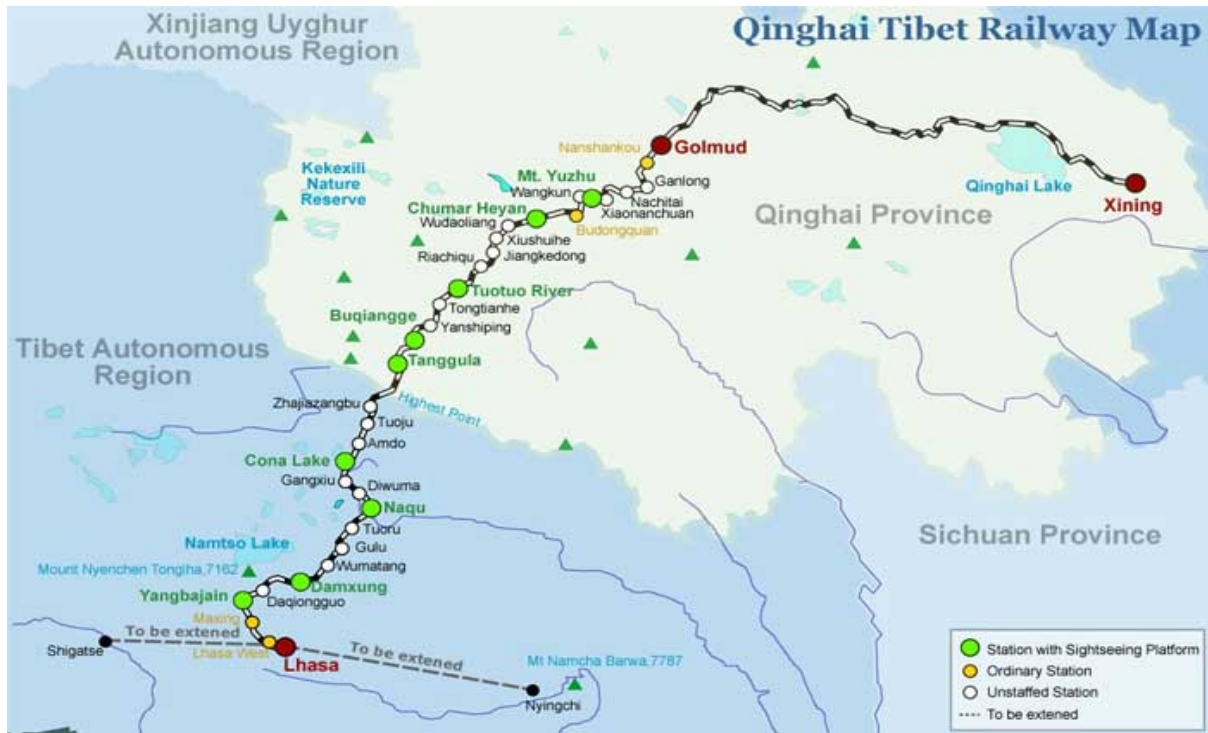 Qinghai Tibet Railway Map
Xinjiang Uyghur
Autonomous Region
Kekexili
Nature
Reserve
Nanshankou
Golmud
Qinghai Lake
Xining
Mt. Yuzhu
Wangkun
Ganlong
Nachitai
Xiaonanchuan
Qinghai Province
Chumar Heyan
Budongquan
Wudaoliang
Xiushuihe
Riachiqu
Jiangkedong
Tuotuo River
Tongtianhe
Buqiangge
Yanshiping
Tibet Autonomous
Region
Tanggula
Highest Point
Zhajiazangbu
Tuoju
Amdo
Cona Lake
Gangxiu
Diwuma
Naqu
Sichuan Province
Tuoru
Namtso Lake
Gulu
Wumatang
Mount Nyenchen Tonglha,7162
Damxung
Yangbajain
Daqiongguo
Maxing
To be extened
Shigatse
Lhasa West
Lhasa
To be extened
Mt Namcha Barwa,7787
Nyingchi
Station with Sightseeing Platform
Ordinary Station
Unstaffed Station
To be extened